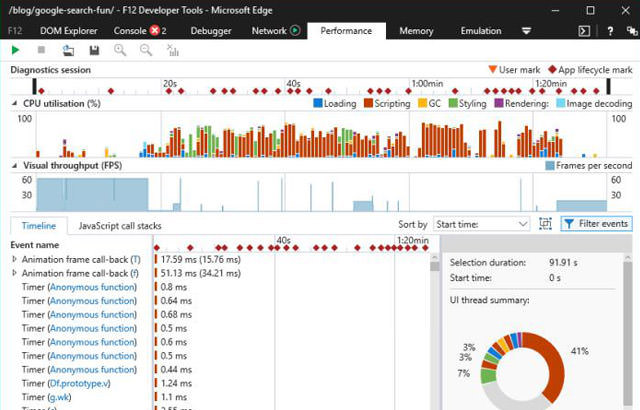 /blog/google-search-fun/ - F12 Developer Tools - Microsoft Edge
F12 DOM Explorer Console 2 Debugger Network Performance Memory Emulation
Diagnostics session User mark App lifecycle mark
20s 40s 1:00min 1:20min
CPU utilisation (%) Loading Scripting GC Styling Rendering: Image decoding
100 100
Visual throughput (FPS) Frames per second
60 60
30 30
Timeline JavaScript call stacks Sort by Start time: Filter events
Event name 40s 1:20min
Animation frame call-back (T) 17.59 ms (15.76 ms)
Animation frame call-back (f) 51.13 ms (34.21 ms)
Timer (Anonymous function) 0.8 ms
Timer (Anonymous function) 0.64 ms
Timer (Anonymous function) 0.68 ms
Timer (Anonymous function) 0.5 ms
Timer (Anonymous function) 0.6 ms
Timer (Anonymous function) 0.5 ms
Timer (Anonymous function) 0.44 ms
Timer (Df.prototype.v) 1.24 ms
Timer (g.wk) 1.1 ms
Selection duration: 91.91 s
Start time: 0 s
UI thread summary:
3%
3%
7%
41%